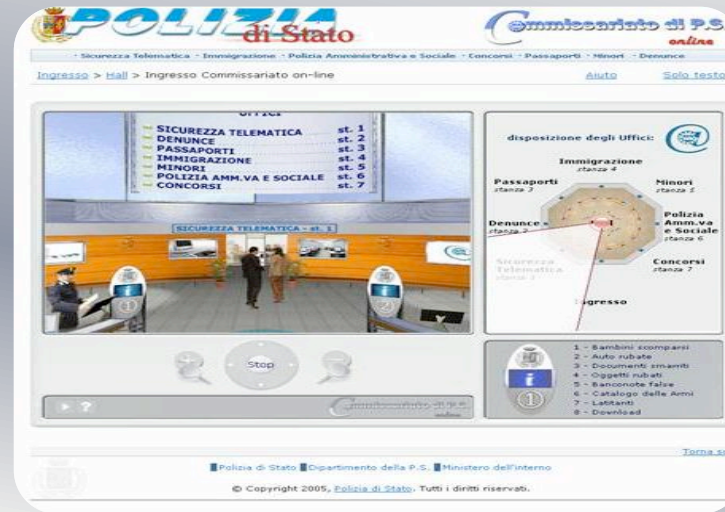 POLIZIA
di Stato
Commissariato di P.S.
online
· Sicurezza Telematica · Immigrazione · Polizia Amministrativa e Sociale · Concorsi · Passaporti · Minori · Denunce
Ingresso > Hall > Ingresso Commissariato on-line
Aiuto
Solo testo
UFFICI
SICUREZZA TELEMATICA st. 1
DENUNCE st. 2
PASSAPORTI st. 3
IMMIGRAZIONE st. 4
MINORI st. 5
POLIZIA AMM.VA E SOCIALE st. 6
CONCORSI st. 7
SICUREZZA TELEMATICA - st. 1
i
1
i
2
Stop
?
Commissariato di P.S.
online
disposizione degli Uffici:
Immigrazione
stanza 4
Passaporti
stanza 3
Minori
stanza 5
Denunce
stanza 2
Polizia
Amm.va
e Sociale
stanza 6
Sicurezza
Telematica
Concorsi
stanza 7
ngresso
i
1
1 - Bambini scomparsi
2 - Auto rubate
3 - Documenti smarriti
4 - Oggetti rubati
5 - Banconote false
6 - Catalogo delle Armi
7 - Latitanti
8 - Download
Torna s
Polizia di Stato Dipartimento della P.S. Ministero dell'interno
© Copyright 2005, Polizia di Stato. Tutti i diritti riservati.